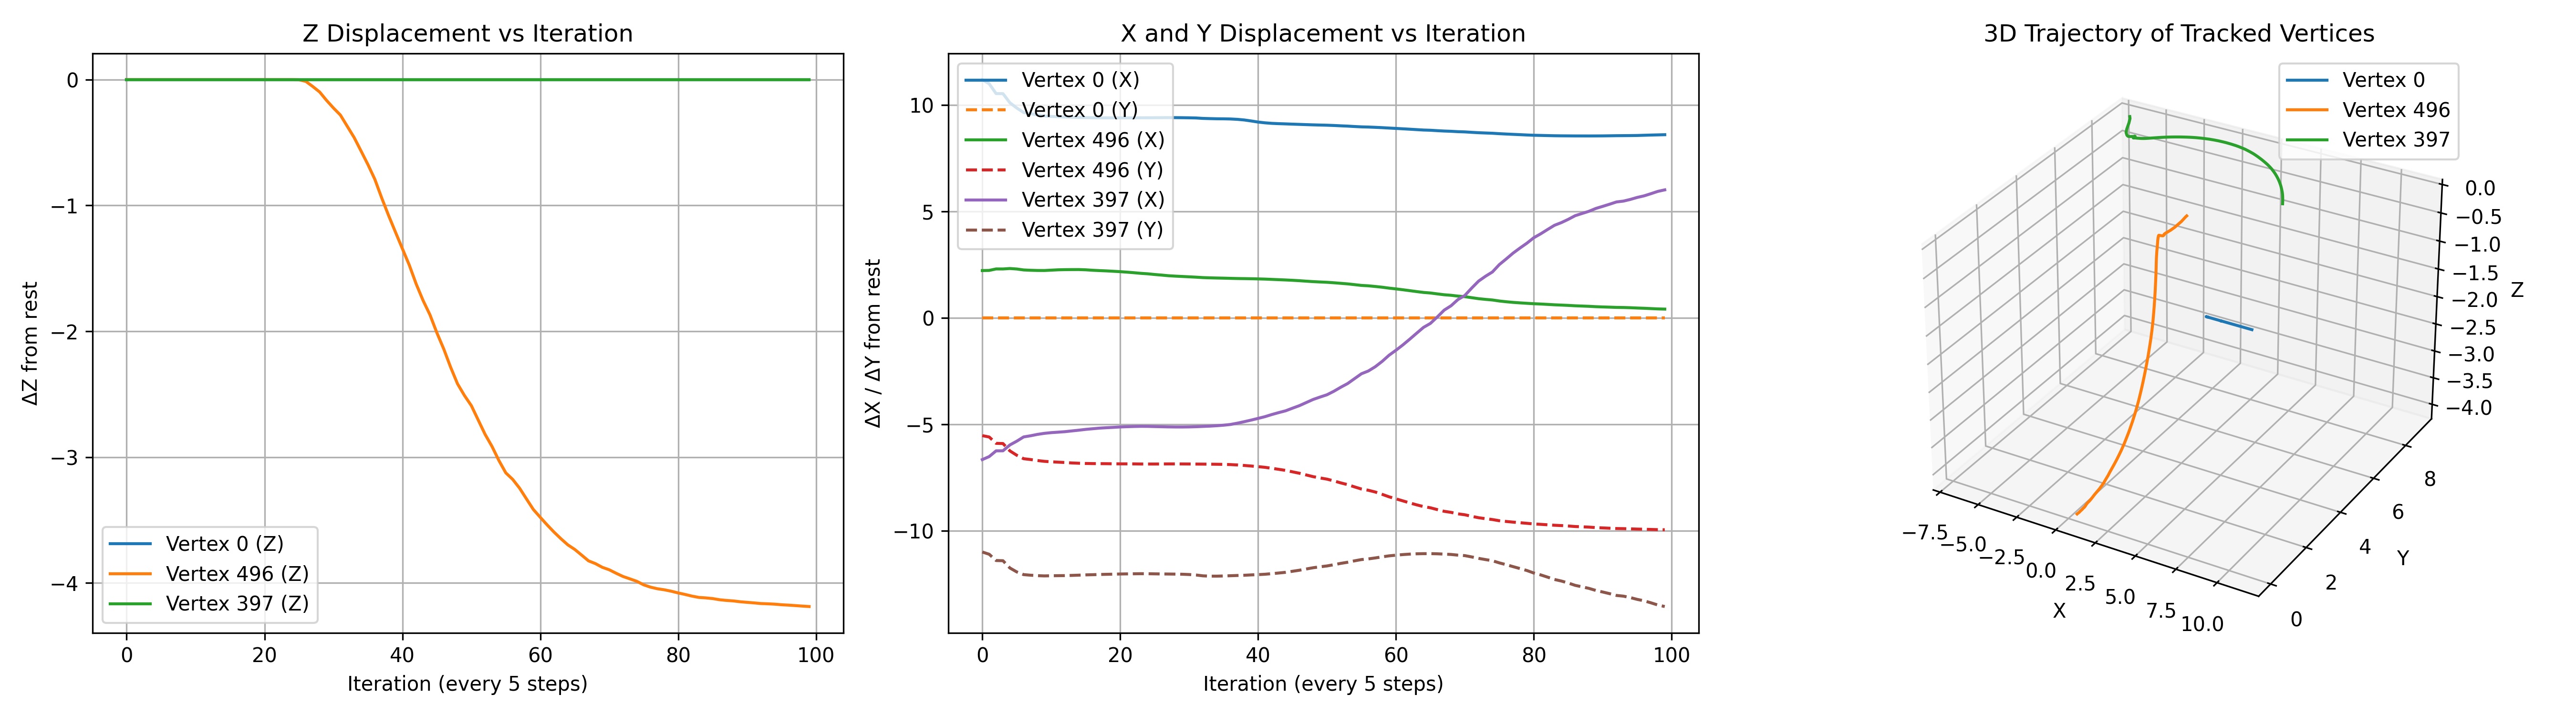 Z Displacement vs Iteration
0
−1
−2
−3
−4
ΔZ from rest
Vertex 0 (Z)
Vertex 496 (Z)
Vertex 397 (Z)
0 20 40 60 80 100
Iteration (every 5 steps)
X and Y Displacement vs Iteration
10
5
0
−5
−10
ΔX / ΔY from rest
Vertex 0 (X)
Vertex 0 (Y)
Vertex 496 (X)
Vertex 496 (Y)
Vertex 397 (X)
Vertex 397 (Y)
0 20 40 60 80 100
Iteration (every 5 steps)
3D Trajectory of Tracked Vertices
Vertex 0
Vertex 496
Vertex 397
0.0
−0.5
−1.0
−1.5
−2.0
−2.5
−3.0
−3.5
−4.0
Z
8
6
4
2
0
Y
−7.5
−5.0
−2.5
0.0
2.5
5.0
7.5
10.0
X